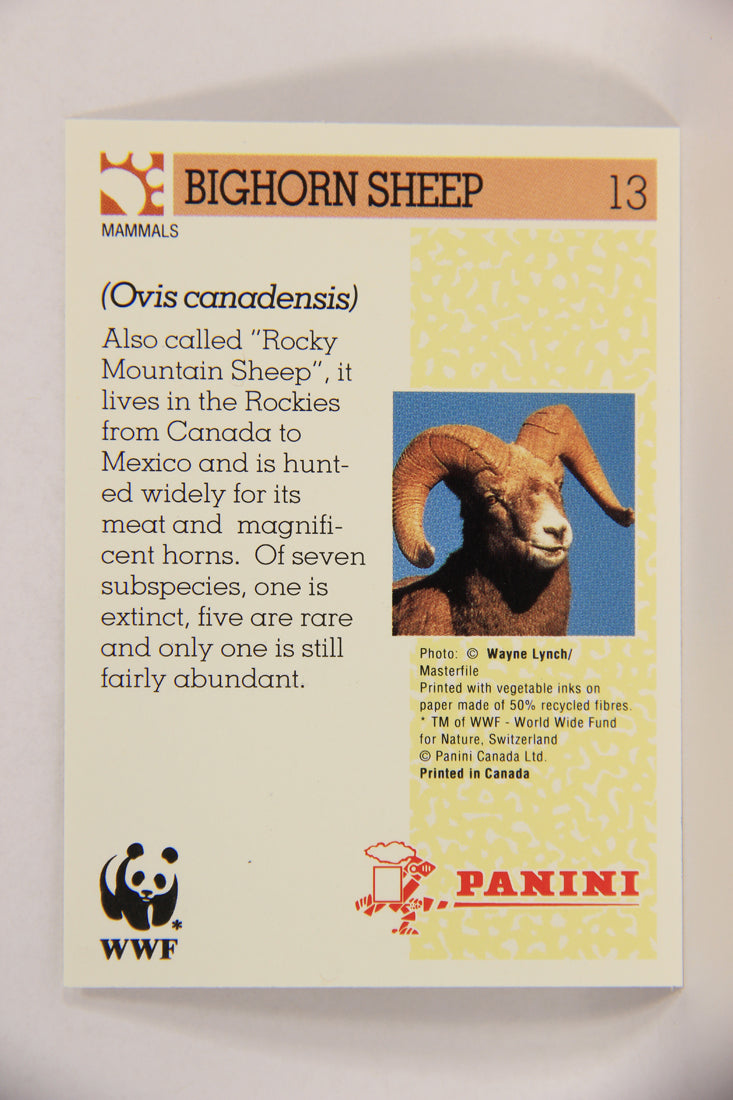 BIGHORN SHEEP 13
MAMMALS
(Ovis canadensis)
Also called "Rocky
Mountain Sheep", it
lives in the Rockies
from Canada to
Mexico and is hunt-
ed widely for its
meat and magnifi-
cent horns. Of seven
subspecies, one is
extinct, five are rare
and only one is still
fairly abundant.
Photo: © Wayne Lynch/
Masterfile
Printed with vegetable inks on
paper made of 50% recycled fibres.
* TM of WWF - World Wide Fund
for Nature, Switzerland
© Panini Canada Ltd.
Printed in Canada
*
WWF
PANINI